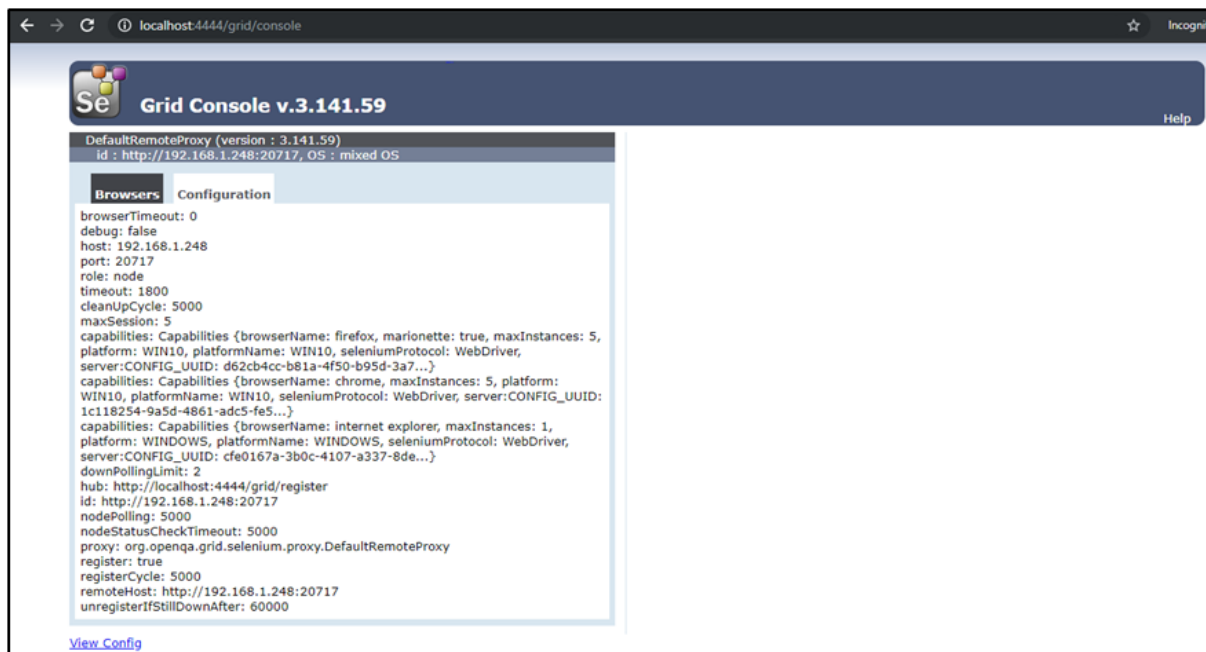 localhost:4444/grid/console
Incogni
Se
Grid Console v.3.141.59
Help
DefaultRemoteProxy (version : 3.141.59)
id : http://192.168.1.248:20717, OS : mixed OS
Browsers Configuration
browserTimeout: 0
debug: false
host: 192.168.1.248
port: 20717
role: node
timeout: 1800
cleanUpCycle: 5000
maxSession: 5
capabilities: Capabilities {browserName: firefox, marionette: true, maxInstances: 5,
platform: WIN10, platformName: WIN10, seleniumProtocol: WebDriver,
server:CONFIG_UUID: d62cb4cc-b81a-4f50-b95d-3a7...}
capabilities: Capabilities {browserName: chrome, maxInstances: 5, platform:
WIN10, platformName: WIN10, seleniumProtocol: WebDriver, server:CONFIG_UUID:
1c118254-9a5d-4861-adc5-fe5...}
capabilities: Capabilities {browserName: internet explorer, maxInstances: 1,
platform: WINDOWS, platformName: WINDOWS, seleniumProtocol: WebDriver,
server:CONFIG_UUID: cfe0167a-3b0c-4107-a337-8de...}
downPollingLimit: 2
hub: http://localhost:4444/grid/register
id: http://192.168.1.248:20717
nodePolling: 5000
nodeStatusCheckTimeout: 5000
proxy: org.openqa.grid.selenium.proxy.DefaultRemoteProxy
register: true
registerCycle: 5000
remoteHost: http://192.168.1.248:20717
unregisterIfStillDownAfter: 60000
View Config